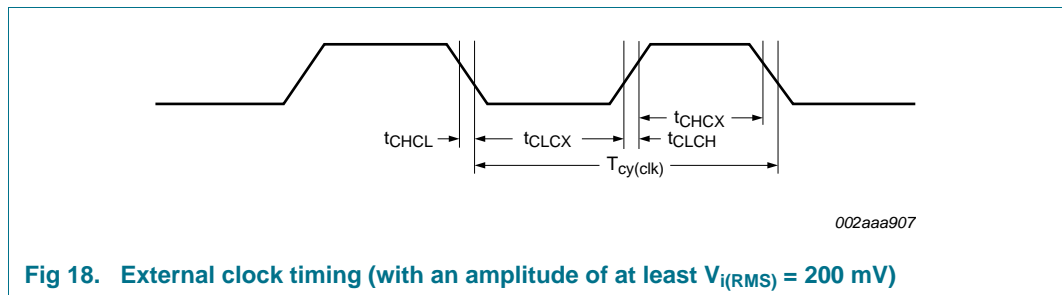 tCHCX
tCHCL tCLCX tCLCH
Tcy(clk)
002aaa907
Fig 18. External clock timing (with an amplitude of at least Vi(RMS) = 200 mV)